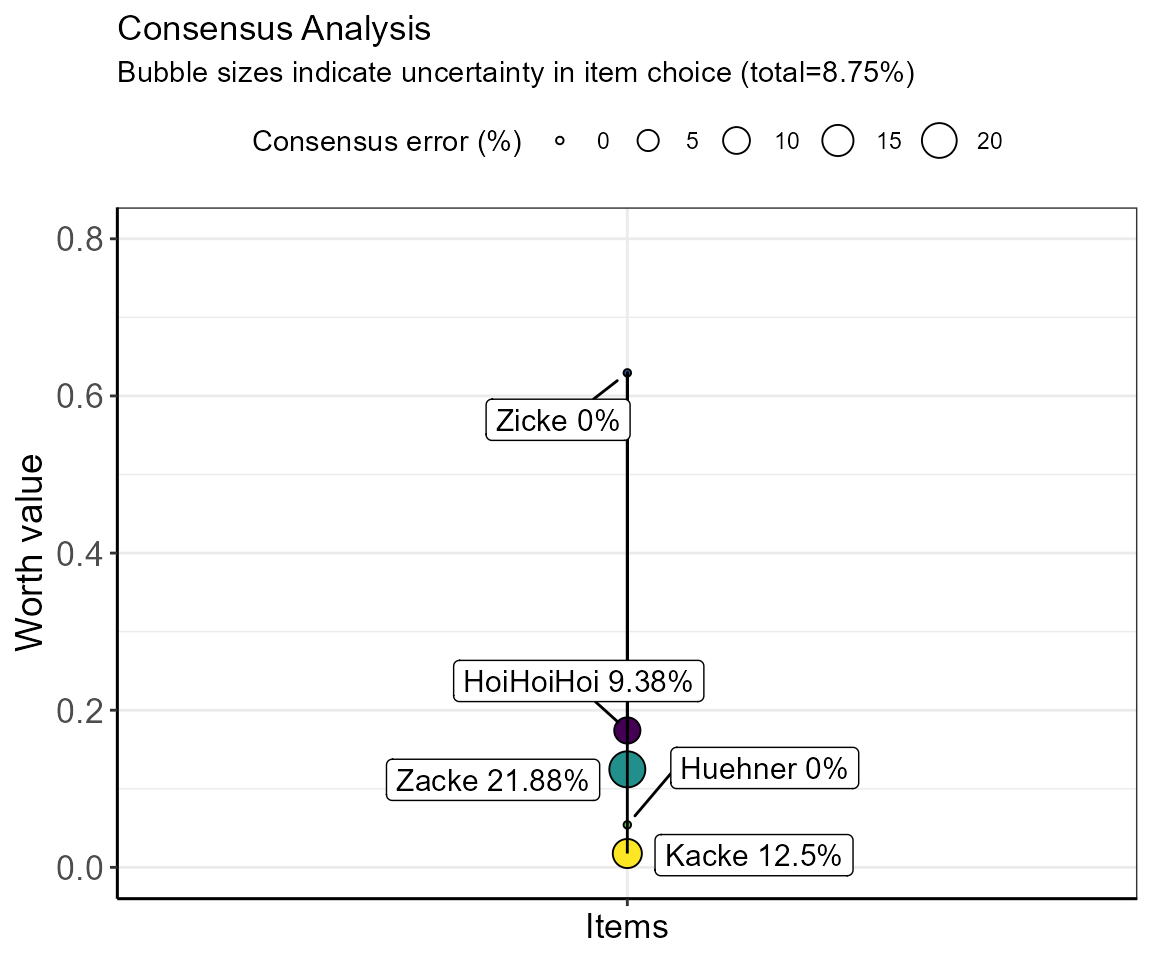 Consensus Analysis
Bubble sizes indicate uncertainty in item choice (total=8.75%)
Consensus error (%) 0 5 10 15 20
Worth value
0.8
0.6
Zicke 0%
0.4
HoiHoiHoi 9.38%
0.2
Huehner 0%
Zacke 21.88%
Kacke 12.5%
0.0
Items